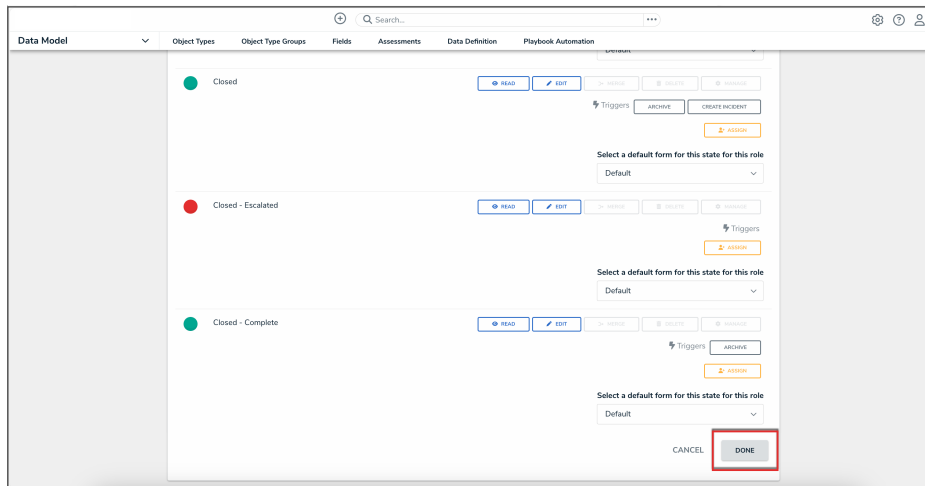 Search...
Data Model
Object Types Object Type Groups Fields Assessments Data Definition Playbook Automation
Default
Closed
READ EDIT MERGE DELETE MANAGE
Triggers ARCHIVE CREATE INCIDENT
ASSIGN
Select a default form for this state for this role
Default
Closed - Escalated
READ EDIT MERGE DELETE MANAGE
Triggers
ASSIGN
Select a default form for this state for this role
Default
Closed - Complete
READ EDIT MERGE DELETE MANAGE
Triggers ARCHIVE
ASSIGN
Select a default form for this state for this role
Default
CANCEL DONE